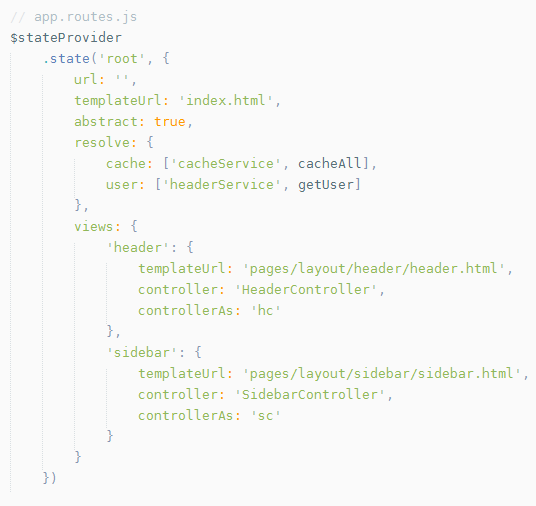 // app.routes.js
$stateProvider
    .state('root', {
        url: '',
        templateUrl: 'index.html',
        abstract: true,
        resolve: {
            cache: ['cacheService', cacheAll],
            user: ['headerService', getUser]
        },
        views: {
            'header': {
                templateUrl: 'pages/layout/header/header.html',
                controller: 'HeaderController',
                controllerAs: 'hc'
            },
            'sidebar': {
                templateUrl: 'pages/layout/sidebar/sidebar.html',
                controller: 'SidebarController',
                controllerAs: 'sc'
            }
        }
    })